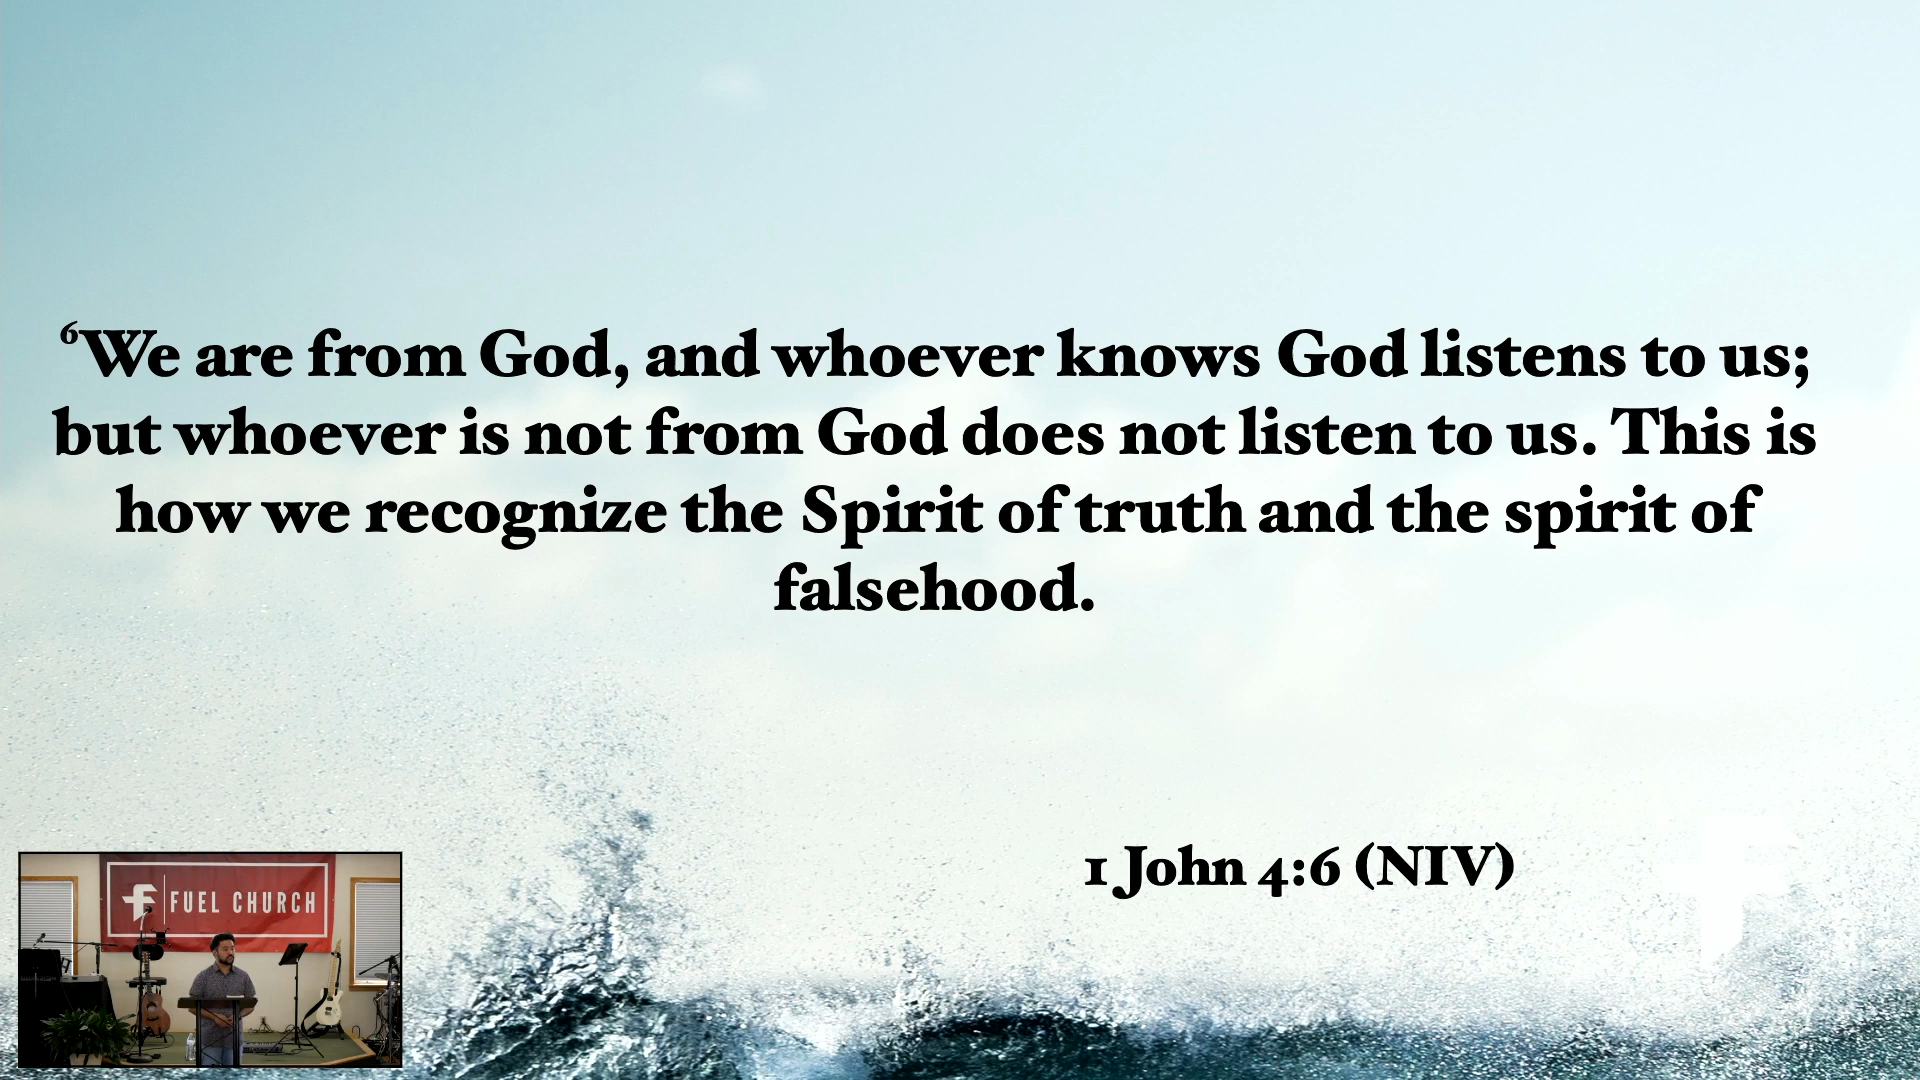 ⁶We are from God, and whoever knows God listens to us;
but whoever is not from God does not listen to us. This is
how we recognize the Spirit of truth and the spirit of
falsehood.
1 John 4:6 (NIV)
FUEL CHURCH